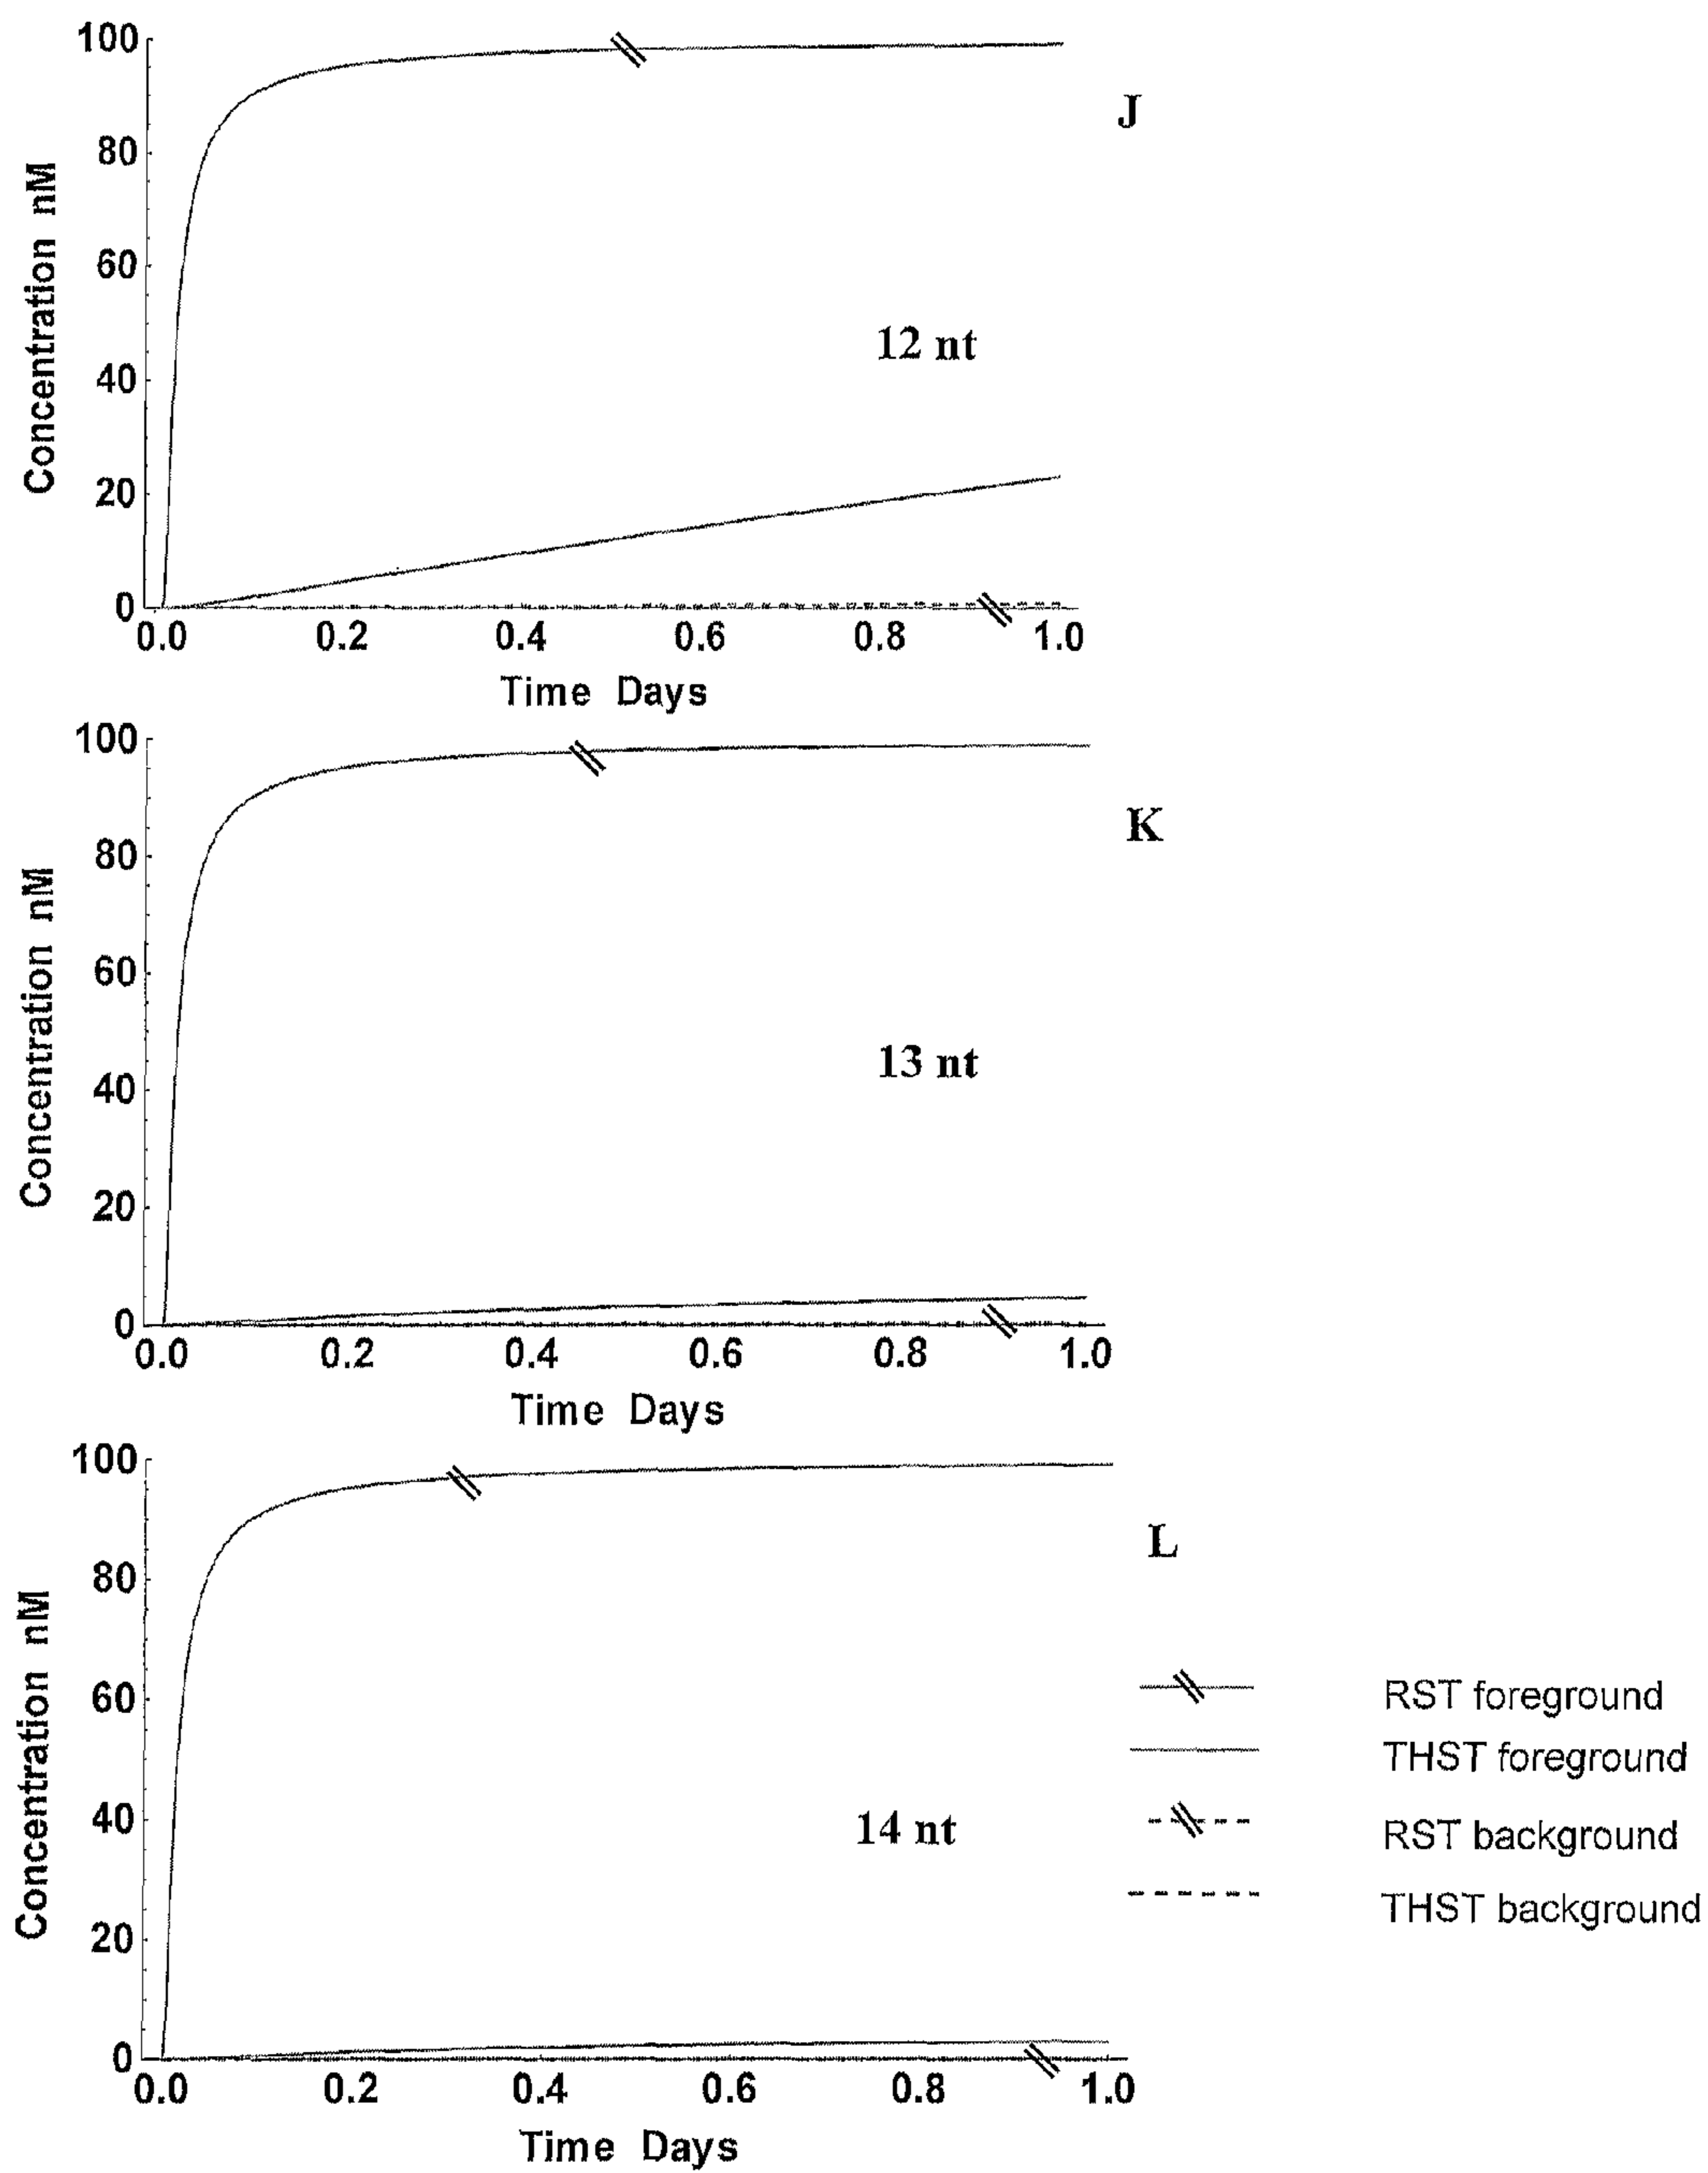 100
80
60
40
20
0
Concentration nM
J
12 nt
0.0 0.2 0.4 0.6 0.8 1.0
Time Days
100
80
60
40
20
0
Concentration nM
K
13 nt
0.0 0.2 0.4 0.6 0.8 1.0
Time Days
100
80
60
40
20
0
Concentration nM
L
14 nt
0.0 0.2 0.4 0.6 0.8 1.0
Time Days
RST foreground
THST foreground
RST background
THST background